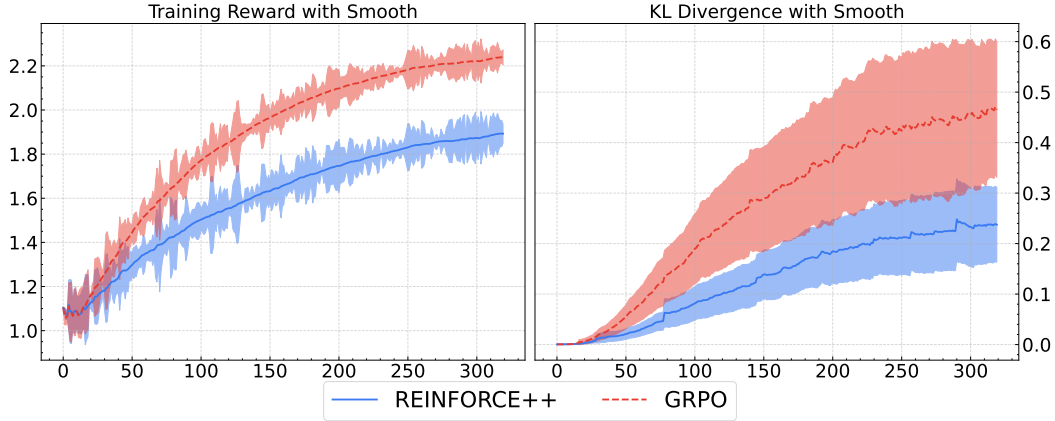 Training Reward with Smooth
KL Divergence with Smooth
2.2
2.0
1.8
1.6
1.4
1.2
1.0
0 50 100 150 200 250 300
0.6
0.5
0.4
0.3
0.2
0.1
0.0
0 50 100 150 200 250 300
REINFORCE++ GRPO